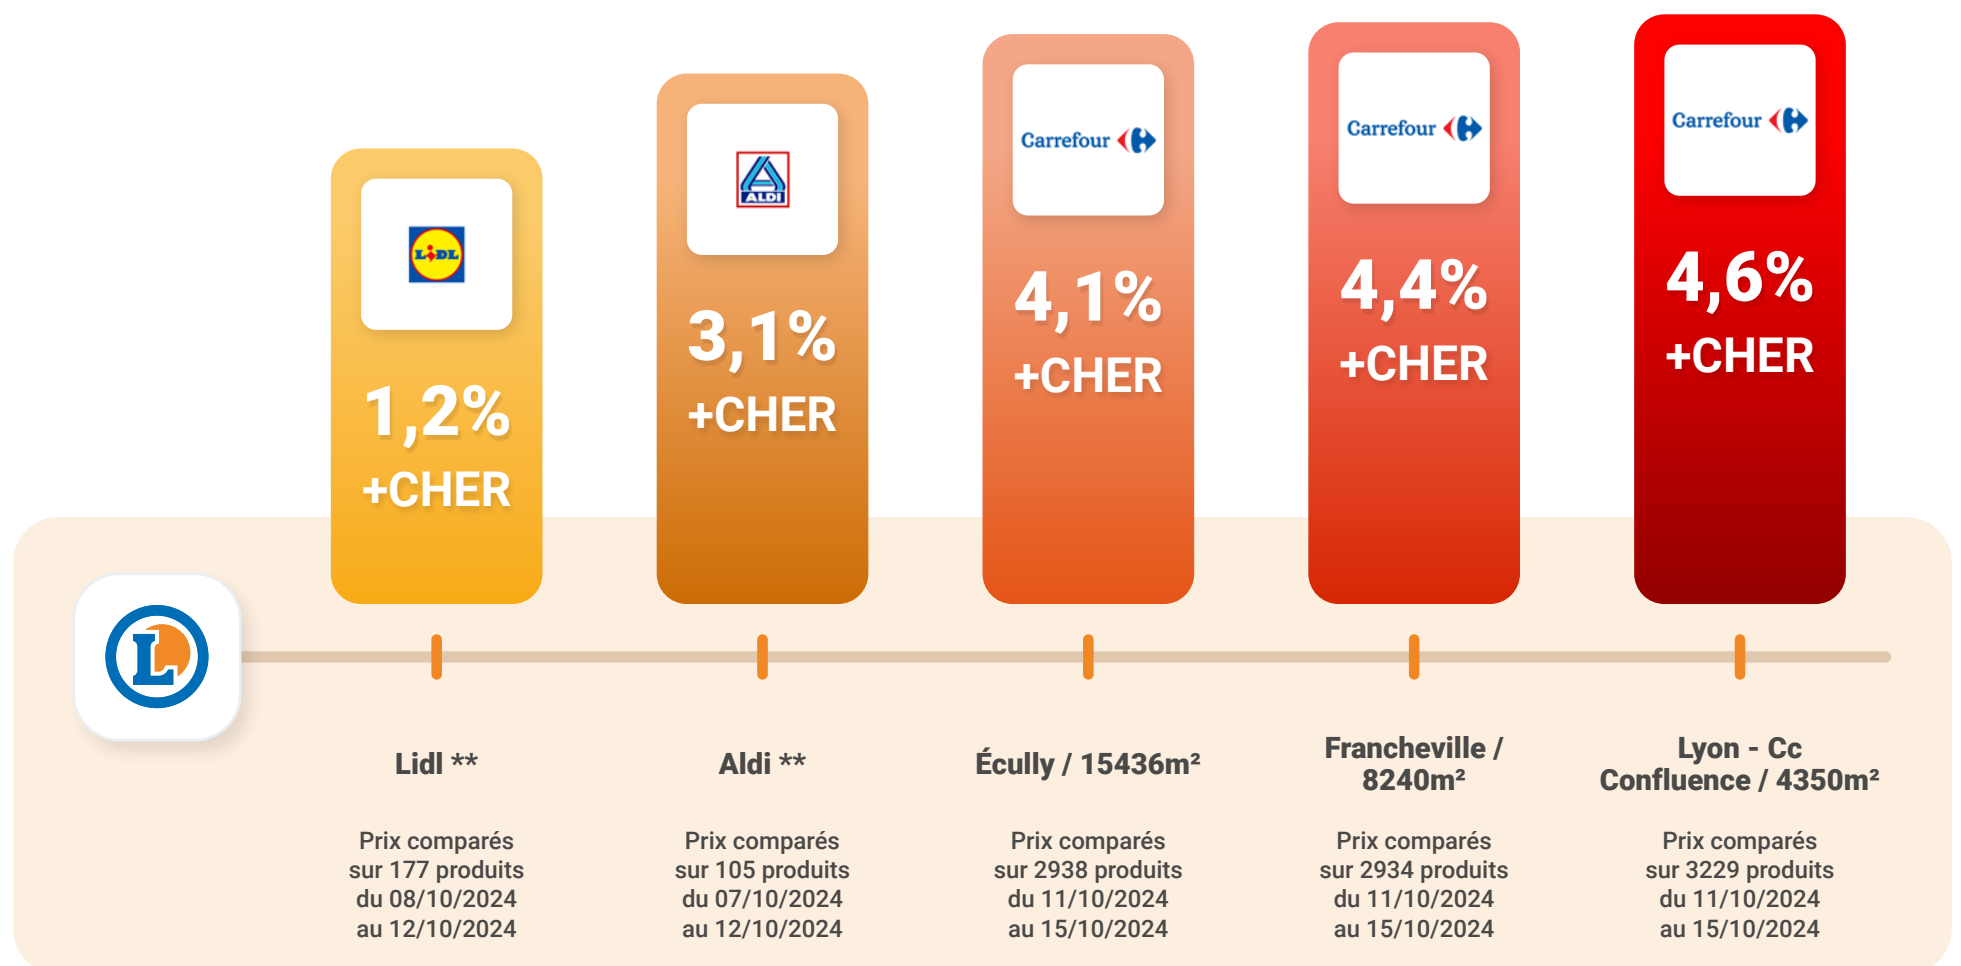 LIDL
1,2%
+CHER
ALDI
3,1%
+CHER
Carrefour
4,1%
+CHER
Carrefour
4,4%
+CHER
Carrefour
4,6%
+CHER
L
Lidl **
Prix comparés
sur 177 produits
du 08/10/2024
au 12/10/2024
Aldi **
Prix comparés
sur 105 produits
du 07/10/2024
au 12/10/2024
Écully / 15436m²
Prix comparés
sur 2938 produits
du 11/10/2024
au 15/10/2024
Francheville /
8240m²
Prix comparés
sur 2934 produits
du 11/10/2024
au 15/10/2024
Lyon - Cc
Confluence / 4350m²
Prix comparés
sur 3229 produits
du 11/10/2024
au 15/10/2024